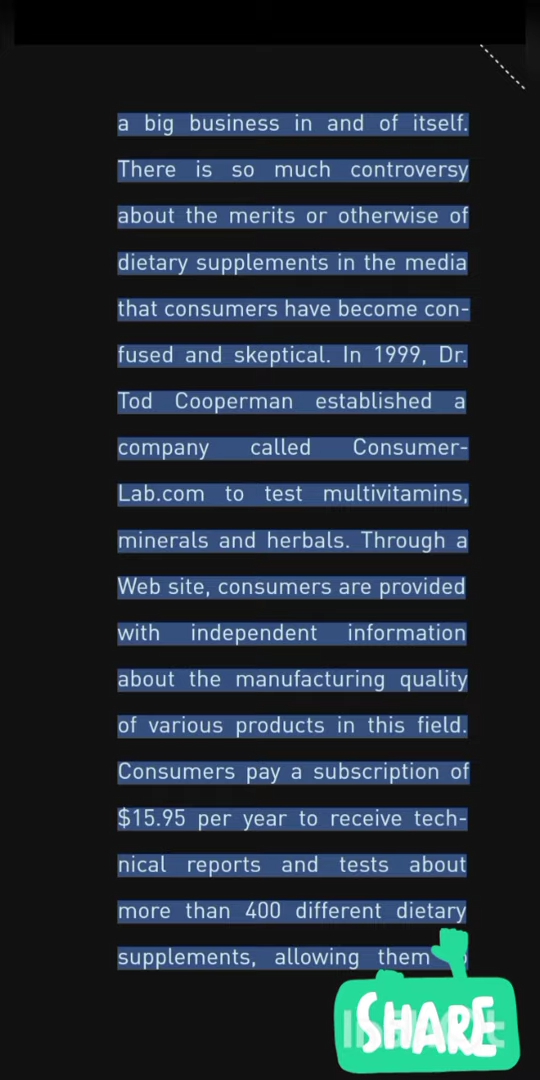 a big business in and of itself.
There is so much controversy
about the merits or otherwise of
dietary supplements in the media
that consumers have become con-
fused and skeptical. In 1999, Dr.
Tod Cooperman established a
company called Consumer-
Lab.com to test multivitamins,
minerals and herbals. Through a
Web site, consumers are provided
with independent information
about the manufacturing quality
of various products in this field.
Consumers pay a subscription of
$15.95 per year to receive tech-
nical reports and tests about
more than 400 different dietary
supplements, allowing them
SHARE